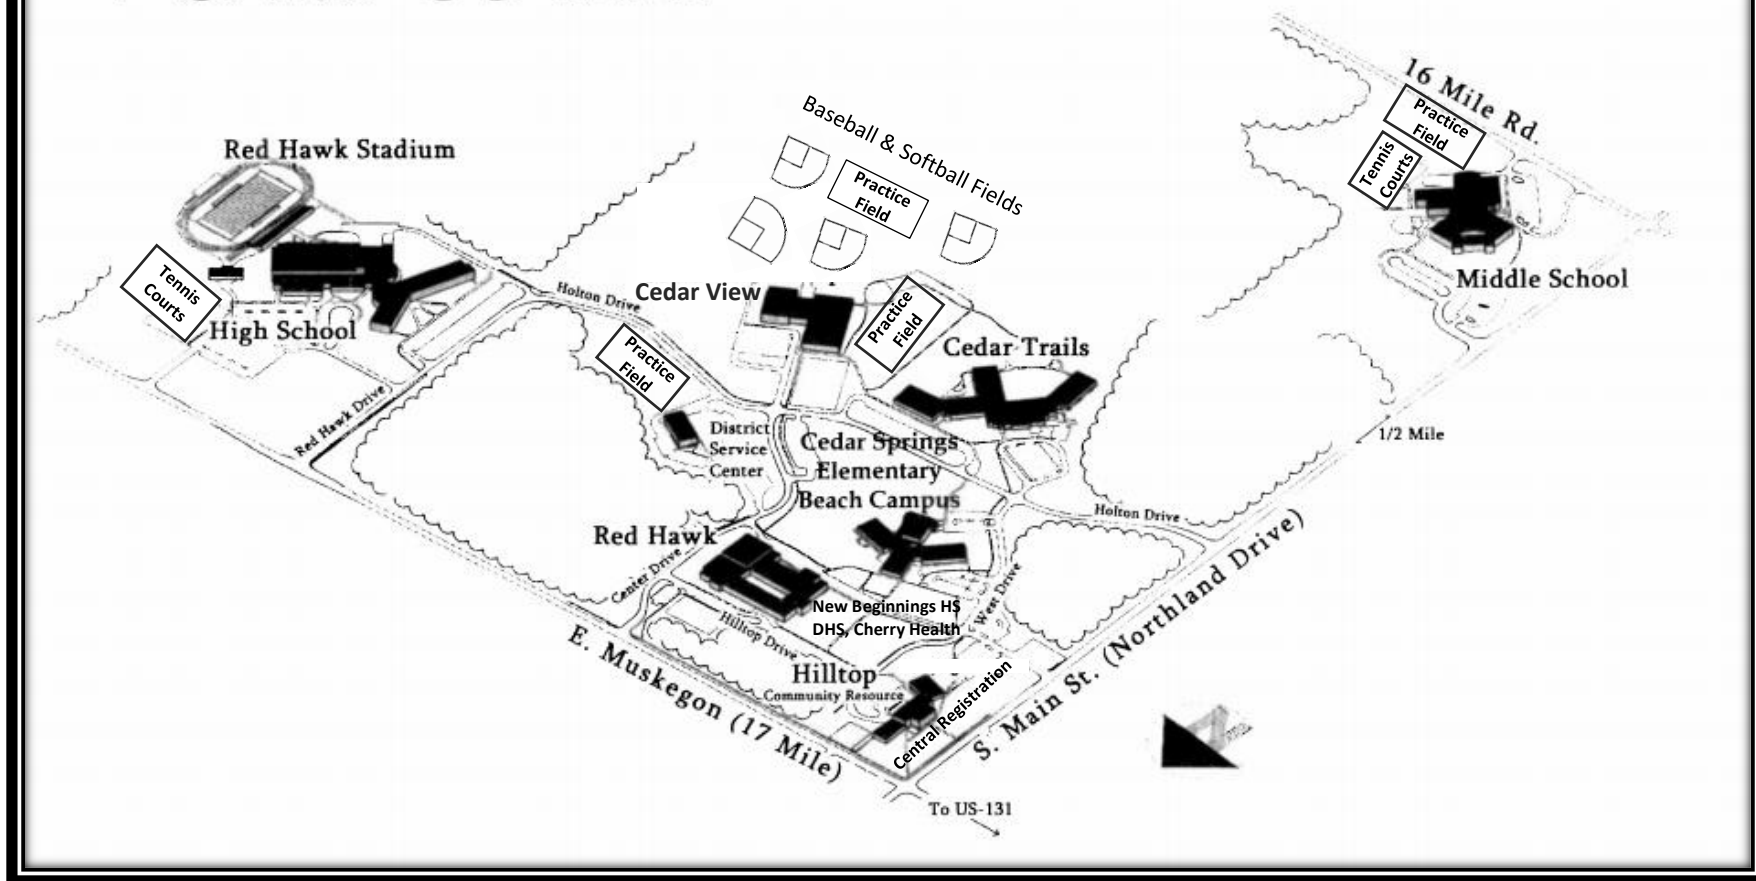 16 Mile Rd.
Practice
Field
Tennis
Courts
Middle School
Baseball & Softball Fields
Practice
Field
Red Hawk Stadium
Tennis
Courts
High School
Holton Drive
Cedar View
Practice
Field
Practice
Field
Cedar Trails
Red Hawk Drive
District
Service
Center
Cedar Springs
Elementary
Beach Campus
1/2 Mile
Holton Drive
Red Hawk
Center Drive
West Drive
New Beginnings HS
DHS, Cherry Health
Hilltop Drive
Hilltop
Community Resource
Central Registration
E. Muskegon (17 Mile)
S. Main St. (Northland Drive)
To US-131